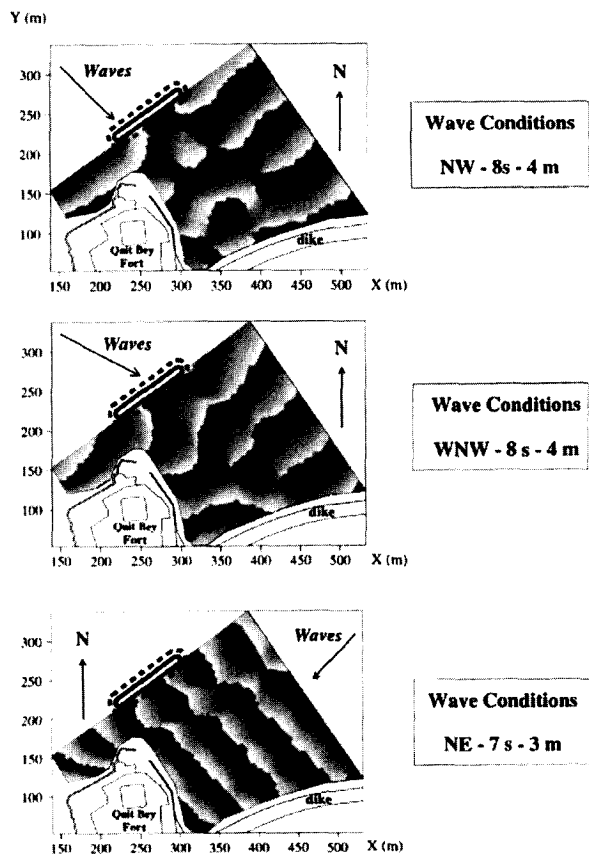 Y (m)
300
250
200
150
100
Waves
N
Quit Bey
Fort
dike
150 200 250 300 350 400 450 500 X (m)
Wave Conditions
NW - 8s - 4 m
300
250
200
150
100
Waves
N
Quit Bey
Fort
dike
150 200 250 300 350 400 450 500 X (m)
Wave Conditions
WNW - 8 s - 4 m
300
250
200
150
100
N
Waves
Quit Bey
Fort
dike
150 200 250 300 350 400 450 500
X (m)
Wave Conditions
NE - 7 s - 3 m